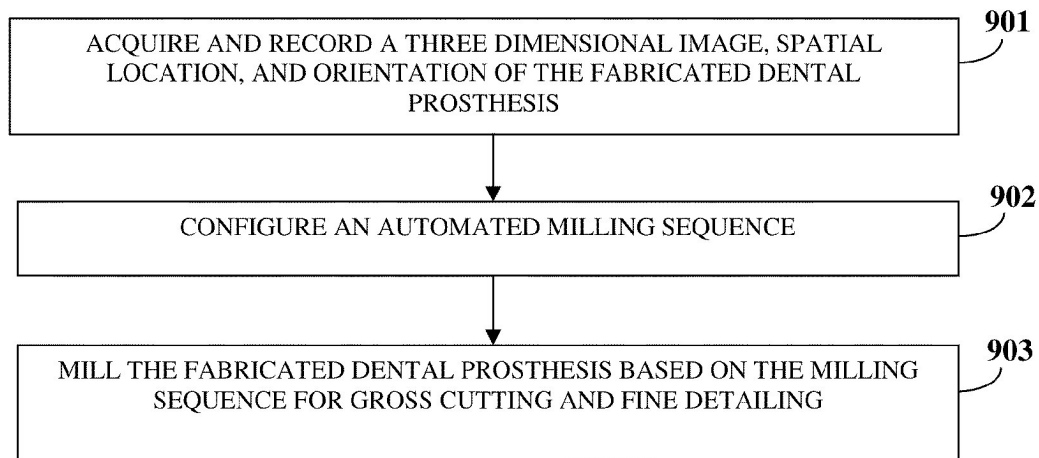 ACQUIRE AND RECORD A THREE DIMENSIONAL IMAGE, SPATIAL
LOCATION, AND ORIENTATION OF THE FABRICATED DENTAL
PROSTHESIS
901
CONFIGURE AN AUTOMATED MILLING SEQUENCE
902
MILL THE FABRICATED DENTAL PROSTHESIS BASED ON THE MILLING
SEQUENCE FOR GROSS CUTTING AND FINE DETAILING
903